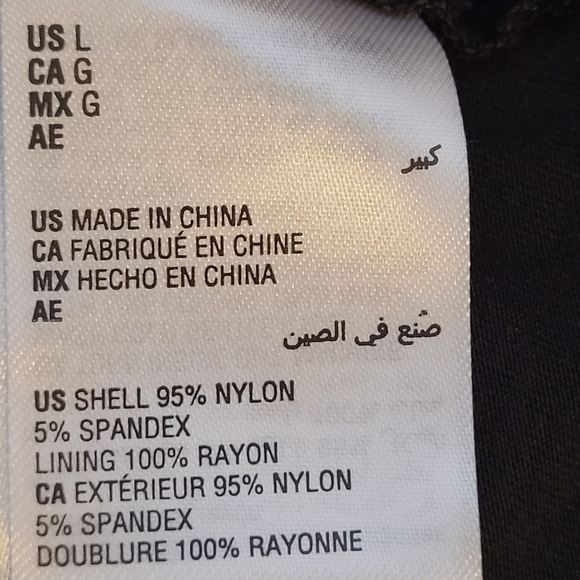 US L
CA G
MX G
AE
كبير
US MADE IN CHINA
CA FABRIQUÉ EN CHINE
MX HECHO EN CHINA
AE
صُنع في الصين
US SHELL 95% NYLON
5% SPANDEX
LINING 100% RAYON
CA EXTÉRIEUR 95% NYLON
5% SPANDEX
DOUBLURE 100% RAYONNE